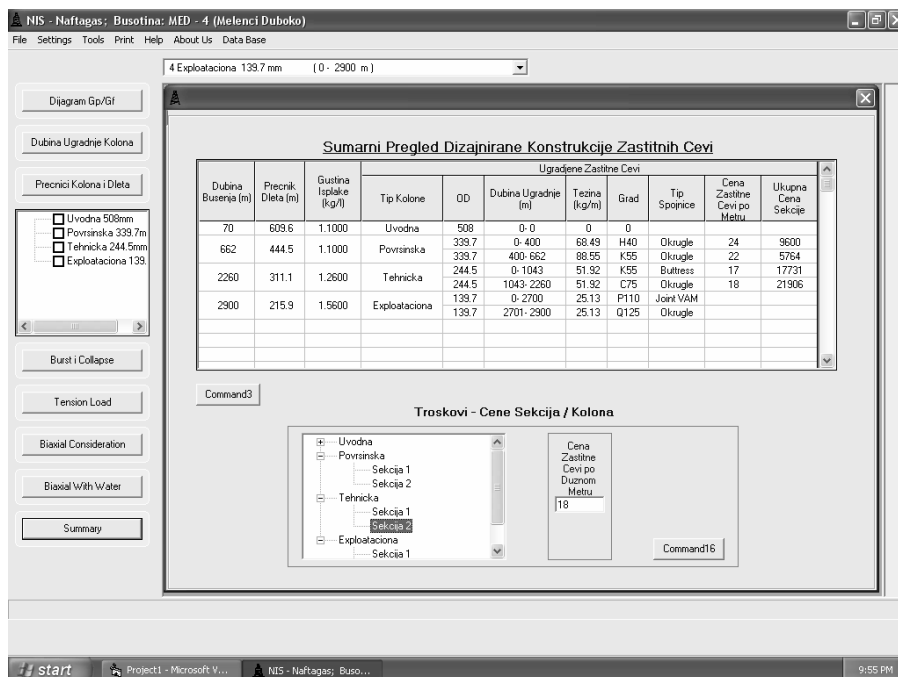 NIS - Naftagas; Busotina: MED - 4 (Melenci Duboko)
File Settings Tools Print Help About Us Data Base
4 Exploataciona 139.7 mm ( 0 - 2900 m )
Dijagram Gp/Gf
Dubina Ugradnje Kolona
Precnici Kolona i Dleta
Uvodna 508mm
Povrsinska 339.7m
Tehnicka 244.5mm
Exploataciona 139.
Burst i Collapse
Tension Load
Biaxial Consideration
Biaxial With Water
Summary
Sumarni Pregled Dizajnirane Konstrukcije Zastitnih Cevi
Ugradjene Zastitne Cevi
Dubina Busenja (m) Precnik Dleta (m) Gustina Isplake (kg/l) Tip Kolone OD Dubina Ugradnje (m) Tezina (kg/m) Grad Tip Spojnice Cena Zastitne Cevi po Metru Ukupna Cena Sekcije
70 609.6 1.1000 Uvodna 508 0- 0 0 0
662 444.5 1.1000 Povrsinska 339.7 0- 400 68.49 H40 Okrugle 24 9600
339.7 400- 662 88.55 K55 Okrugle 22 5764
2260 311.1 1.2600 Tehnicka 244.5 0- 1043 51.92 K55 Buttress 17 17731
244.5 1043- 2260 51.92 C75 Okrugle 18 21906
2900 215.9 1.5600 Exploataciona 139.7 0- 2700 25.13 P110 Joint VAM
139.7 2701- 2900 25.13 Q125 Okrugle
Command3
Troskovi - Cene Sekcija / Kolona
Uvodna
Povrsinska
Sekcija 1
Sekcija 2
Tehnicka
Sekcija 1
Sekcija 2
Exploataciona
Sekcija 1
Cena
Zastitne
Cevi po
Duznom
Metru
18
Command16
start Project1 - Microsoft V... NIS - Naftagas; Buso... 9:55 PM